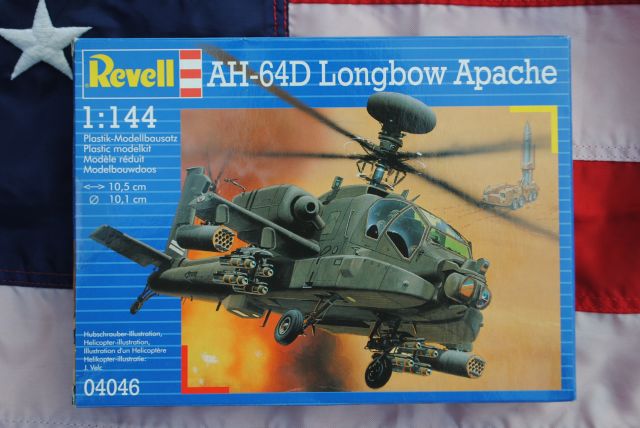 Revell
AH-64D Longbow Apache
1:144
Plastik-Modellbausatz
Plastic modelkit
Modèle réduit
Modelbouwdoos
↔ 10,5 cm
Ø 10,1 cm
Hubschrauber-Illustration,
Helicopter-illustration,
Illustration d'un Hélicoptère
Helikopter-illustratie:
J. Velc
04046